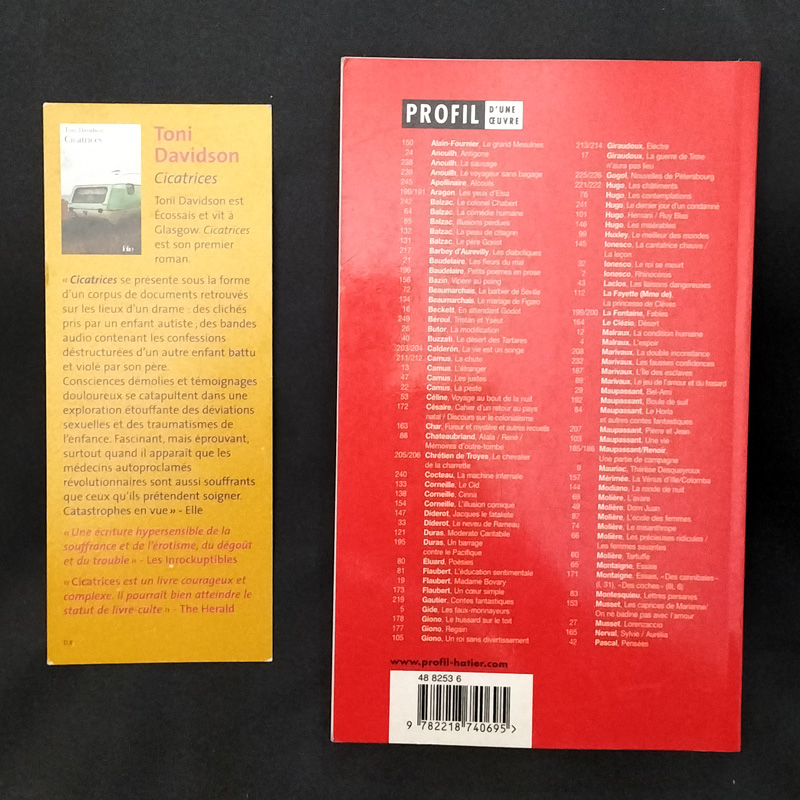 Toni Davidson
Cicatrices
Toni
Davidson
Cicatrices
Toni Davidson est
Écossais et vit à
Glasgow. Cicatrices
est son premier
roman.
« Cicatrices se présente sous la forme
d'un corpus de documents retrouvés
sur les lieux d'un drame : des clichés
pris par un enfant autiste ; des bandes
audio contenant les confessions
déstructurées d'un autre enfant battu
et violé par son père.
Consciences démolies et témoignages
douloureux se catapultent dans une
exploration étouffante des déviations
sexuelles et des traumatismes de
l'enfance. Fascinant, mais éprouvant,
surtout quand il apparaît que les
médecins autoproclamés
révolutionnaires sont aussi souffrants
que ceux qu'ils prétendent soigner.
Catastrophes en vue » - Elle
« Une écriture hypersensible de la
souffrance et de l'érotisme, du dégoût
et du trouble » - Les Inrockuptibles
« Cicatrices est un livre courageux et
complexe. Il pourrait bien atteindre le
statut de livre-culte » - The Herald
PROFIL D'UNE
ŒUVRE
150 Alain-Fournier, Le grand Meaulnes
24 Anouilh, Antigone
238 Anouilh, La sauvage
239 Anouilh, Le voyageur sans bagage
245 Apollinaire, Alcools
190/191 Aragon, Les yeux d'Elsa
242 Balzac, Le colonel Chabert
64 Balzac, La comédie humaine
85 Balzac, Illusions perdues
132 Balzac, La peau de chagrin
131 Balzac, Le père Goriot
217 Barbey d'Aurevilly, Les diaboliques
21 Baudelaire, Les fleurs du mal
196 Baudelaire, Petits poèmes en prose
158 Bazin, Vipère au poing
72 Beaumarchais, Le barbier de Séville
134 Beaumarchais, Le mariage de Figaro
16 Beckett, En attendant Godot
249 Béroul, Tristan et Yseut
26 Butor, La modification
40 Buzzati, Le désert des Tartares
203/204 Calderón, La vie est un songe
211/212 Camus, La chute
13 Camus, L'étranger
47 Camus, Les justes
22 Camus, La peste
53 Céline, Voyage au bout de la nuit
172 Césaire, Cahier d'un retour au pays
natal / Discours sur le colonialisme
163 Char, Fureur et mystère et autres recueils
88 Chateaubriand, Atala / René /
Mémoires d'outre-tombe
205/206 Chrétien de Troyes, Le chevalier
de la charrette
240 Cocteau, La machine infernale
133 Corneille, Le Cid
138 Corneille, Cinna
154 Corneille, L'illusion comique
147 Diderot, Jacques le fataliste
33 Diderot, Le neveu de Rameau
121 Duras, Moderato Cantabile
195 Duras, Un barrage
contre le Pacifique
80 Éluard, Poésies
81 Flaubert, L'éducation sentimentale
19 Flaubert, Madame Bovary
173 Flaubert, Un cœur simple
219 Gautier, Contes fantastiques
5 Gide, Les faux-monnayeurs
178 Giono, Le hussard sur le toit
177 Giono, Regain
105 Giono, Un roi sans divertissement
213/214 Giraudoux, Électre
17 Giraudoux, La guerre de Troie
n'aura pas lieu
225/226 Gogol, Nouvelles de Pétersbourg
221/222 Hugo, Les châtiments
76 Hugo, Les contemplations
241 Hugo, Le dernier jour d'un condamné
101 Hugo, Hernani / Ruy Blas
146 Hugo, Les misérables
99 Huxley, Le meilleur des mondes
145 Ionesco, La cantatrice chauve /
La leçon
32 Ionesco, Le roi se meurt
2 Ionesco, Rhinocéros
43 Laclos, Les liaisons dangereuses
112 La Fayette (Mme de),
La princesse de Clèves
199/200 La Fontaine, Fables
164 Le Clézio, Désert
12 Malraux, La condition humaine
4 Malraux, L'espoir
208 Marivaux, La double inconstance
232 Marivaux, Les fausses confidences
187 Marivaux, L'île des esclaves
89 Marivaux, Le jeu de l'amour et du hasard
29 Maupassant, Bel-Ami
192 Maupassant, Boule de suif
84 Maupassant, Le Horla
et autres contes fantastiques
207 Maupassant, Pierre et Jean
103 Maupassant, Une vie
185/186 Maupassant/Renoir,
Une partie de campagne
9 Mauriac, Thérèse Desqueyroux
157 Mérimée, La Vénus d'Ille/Colomba
144 Modiano, La ronde de nuit
69 Molière, L'avare
49 Molière, Dom Juan
87 Molière, L'école des femmes
74 Molière, Le misanthrope
66 Molière, Les précieuses ridicules /
Les femmes savantes
60 Molière, Tartuffe
65 Montaigne, Essais
171 Montaigne, Essais, «Des cannibales»
(I, 31), «Des coches» (III, 6)
83 Montesquieu, Lettres persanes
153 Musset, Les caprices de Marianne/
On ne badine pas avec l'amour
27 Musset, Lorenzaccio
165 Nerval, Sylvie / Aurélia
42 Pascal, Pensées
www.profil-hatier.com
48 8253 6
9 782218 740695 >